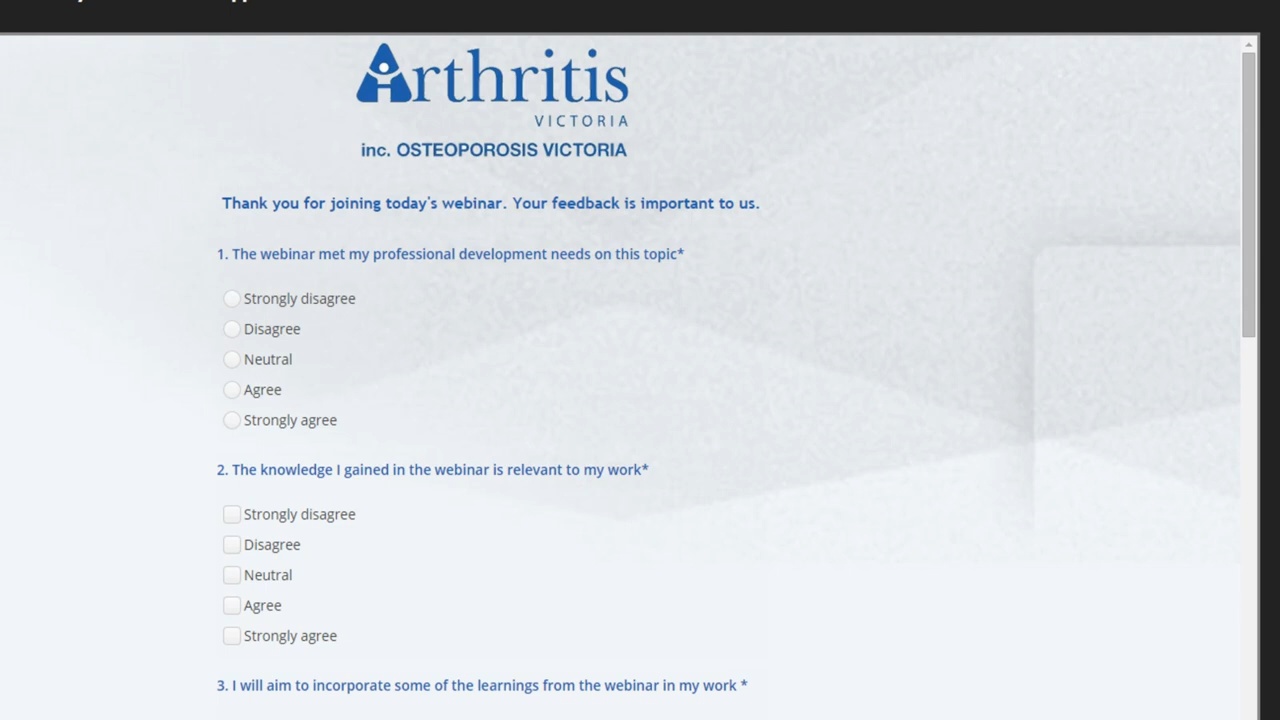 Arthritis
VICTORIA
inc. OSTEOPOROSIS VICTORIA
Thank you for joining today's webinar. Your feedback is important to us.
1. The webinar met my professional development needs on this topic*
Strongly disagree
Disagree
Neutral
Agree
Strongly agree
2. The knowledge I gained in the webinar is relevant to my work*
Strongly disagree
Disagree
Neutral
Agree
Strongly agree
3. I will aim to incorporate some of the learnings from the webinar in my work *